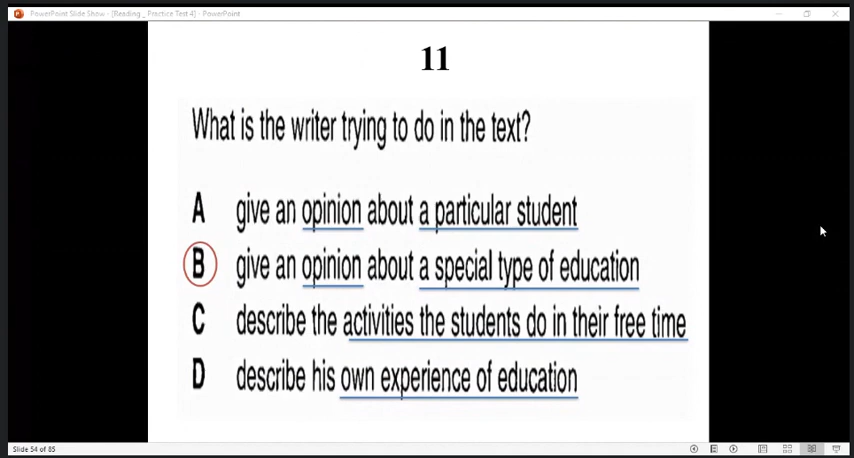 PowerPoint Slide Show - [Reading _ Practice Test 4] - PowerPoint
11
What is the writer trying to do in the text?
A give an opinion about a particular student
B give an opinion about a special type of education
C describe the activities the students do in their free time
D describe his own experience of education
Slide 54 of 85